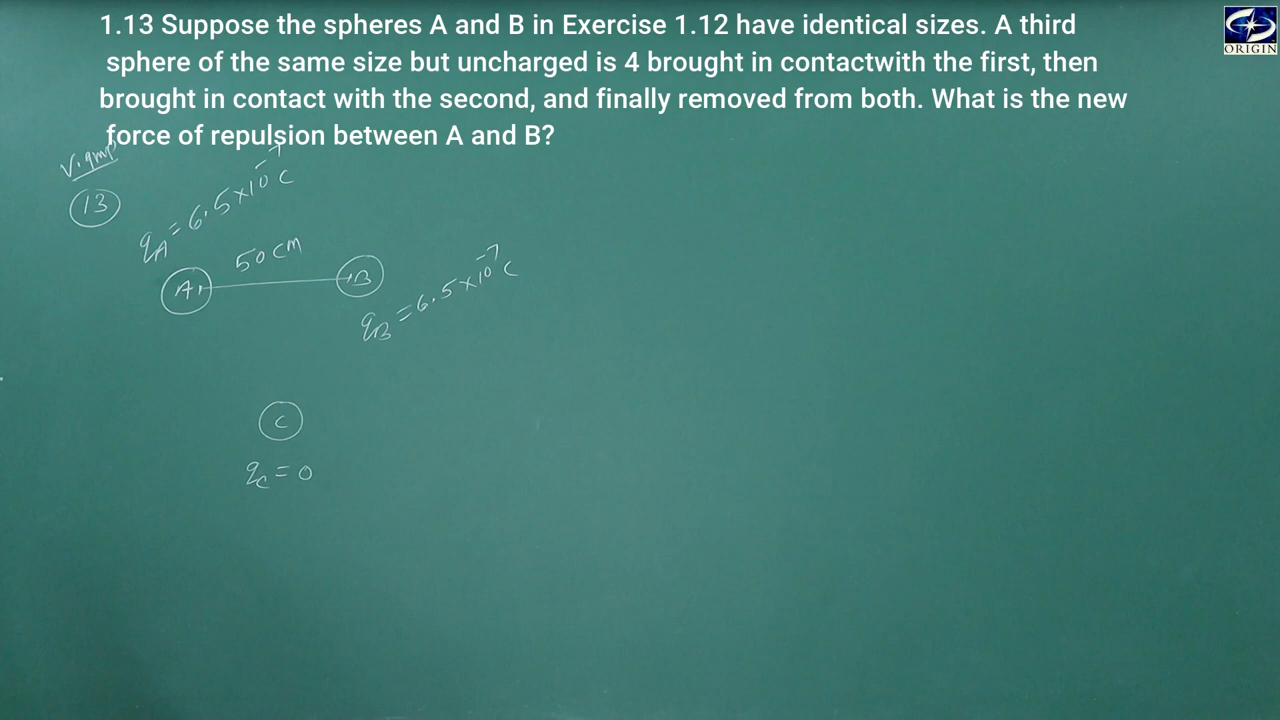 1.13 Suppose the spheres A and B in Exercise 1.12 have identical sizes. A third
sphere of the same size but uncharged is 4 brought in contactwith the first, then
brought in contact with the second, and finally removed from both. What is the new
force of repulsion between A and B?
ORIGIN
V.gmp
13
qA = 6.5×10⁻⁷ C
50 cm
A
B
qB = 6.5×10⁻⁷ C
C
qC = 0